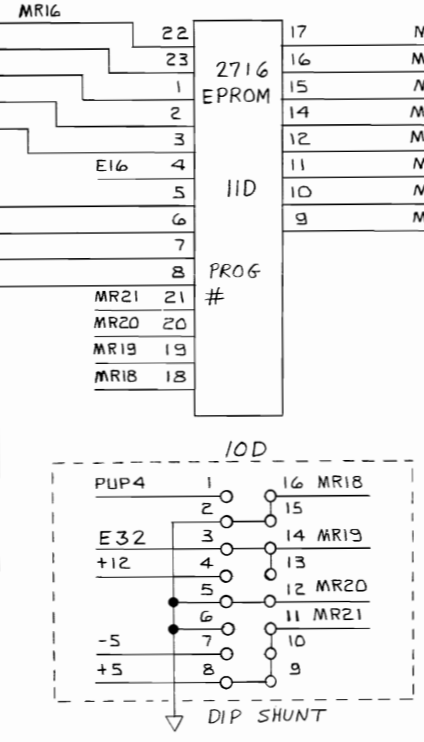 MR16
22 17 M
23 2716 16 M
1 EPROM 15 M
2 14 M
3 12 M
E16 4 11 M
5 11D 10 M
6 9 M
7
8 PROG
MR21 21 #
MR20 20
MR19 19
MR18 18
10D
PUP4 1 16 MR18
2 15
E32 3 14 MR19
+12 4 13
5 12 MR20
6 11 MR21
-5 7 10
+5 8 9
DIP SHUNT